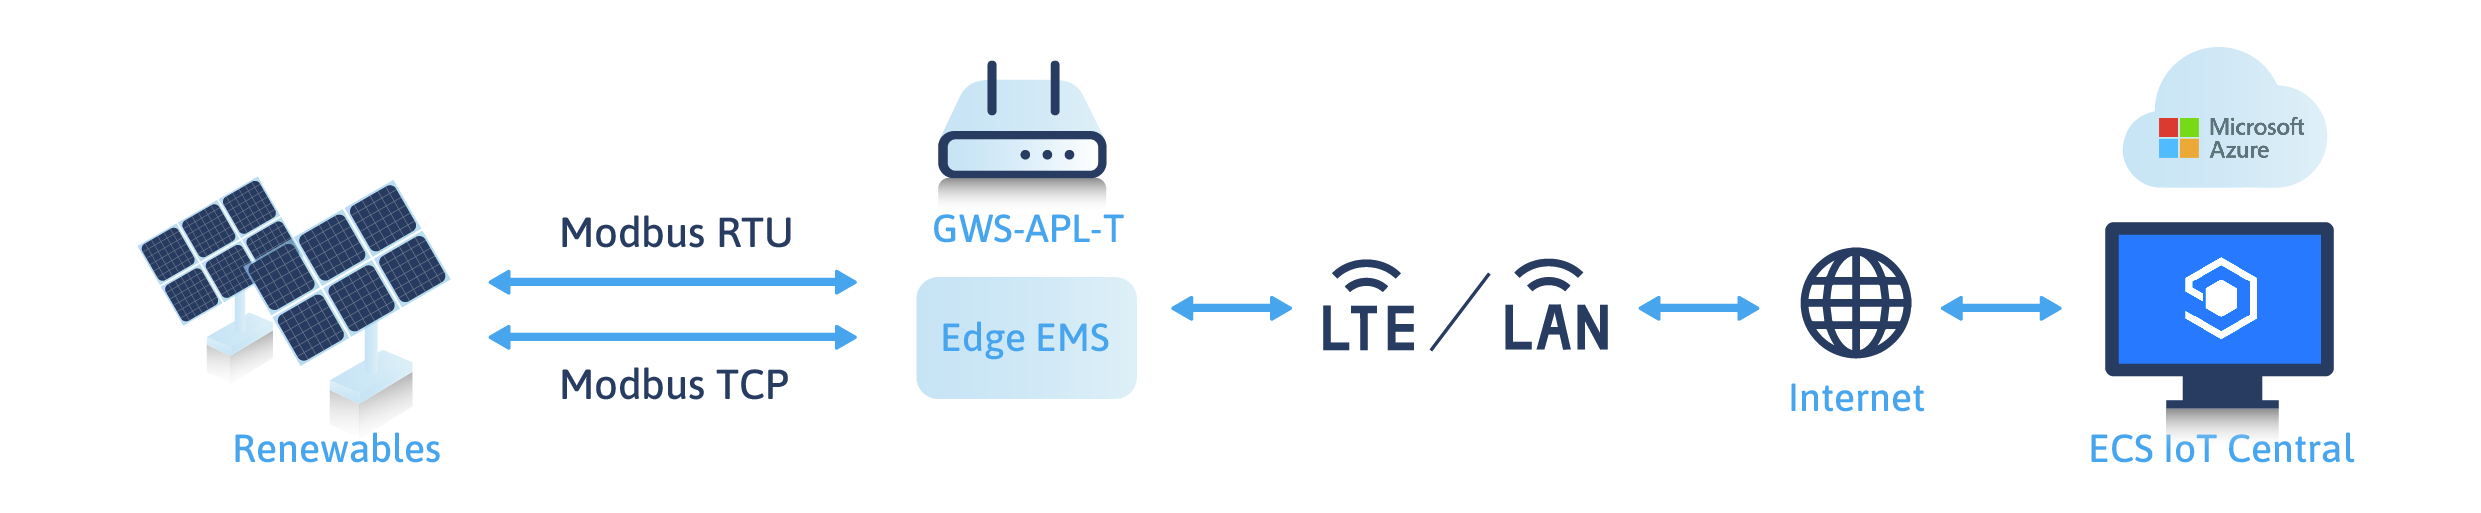 Renewables
Modbus RTU
Modbus TCP
GWS-APL-T
Edge EMS
LTE / LAN
Internet
Microsoft
Azure
ECS IoT Central